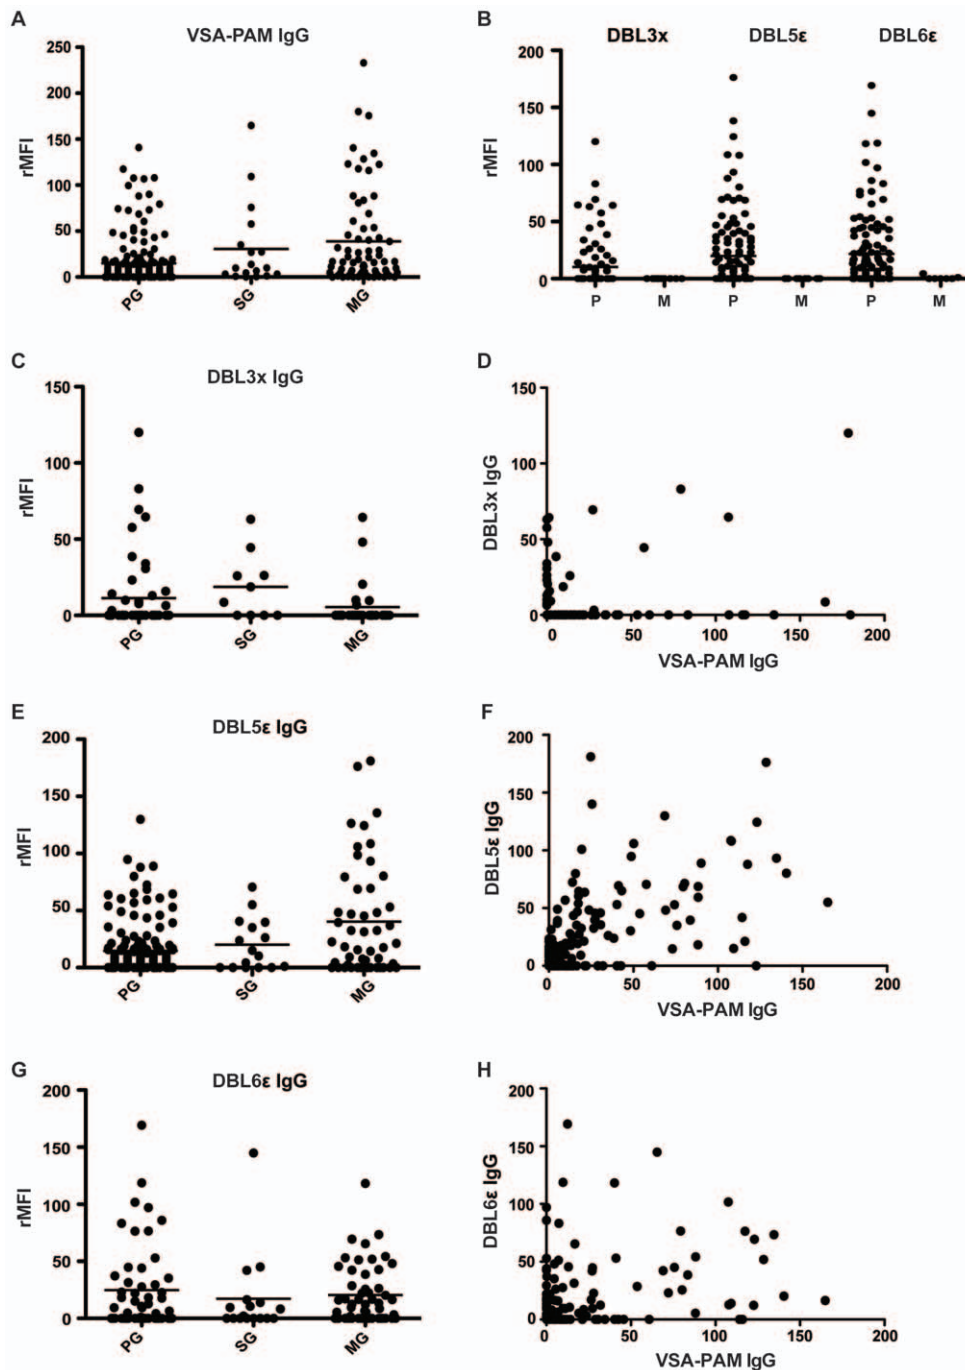 A
VSA-PAM IgG
rMFI
250
200
150
100
50
0
PG
SG
MG
B
DBL3x
DBL5ε
DBL6ε
rMFI
200
150
100
50
0
P
M
P
M
P
M
C
DBL3x IgG
rMFI
150
100
50
0
PG
SG
MG
D
DBL3x IgG
150
100
50
0
0
50
100
150
200
VSA-PAM IgG
E
DBL5ε IgG
rMFI
200
150
100
50
0
PG
SG
MG
F
DBL5ε IgG
200
150
100
50
0
0
50
100
150
200
VSA-PAM IgG
G
DBL6ε IgG
rMFI
200
150
100
50
0
PG
SG
MG
H
DBL6ε IgG
200
150
100
50
0
0
50
100
150
200
VSA-PAM IgG